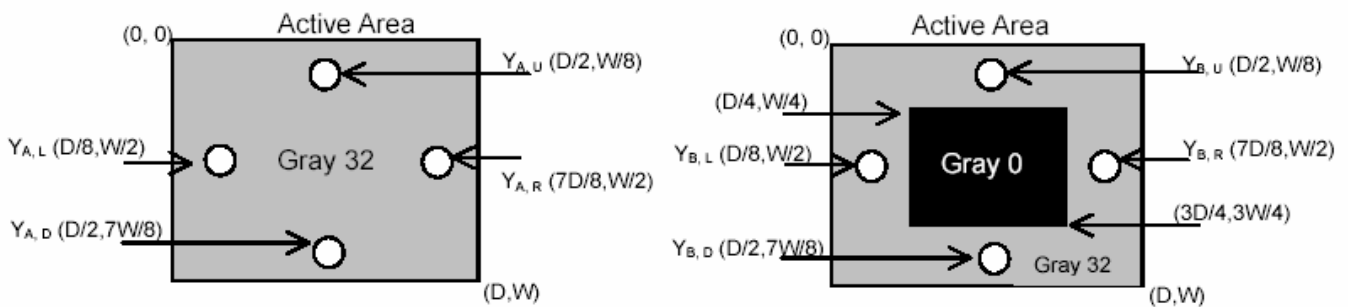 Active Area
(0, 0)
YA, U (D/2,W/8)
YA, L (D/8,W/2)
Gray 32
YA, R (7D/8,W/2)
YA, D (D/2,7W/8)
(D,W)
Active Area
(0, 0)
YB, U (D/2,W/8)
(D/4,W/4)
YB, L (D/8,W/2)
Gray 0
YB, R (7D/8,W/2)
(3D/4,3W/4)
YB, D (D/2,7W/8)
Gray 32
(D,W)